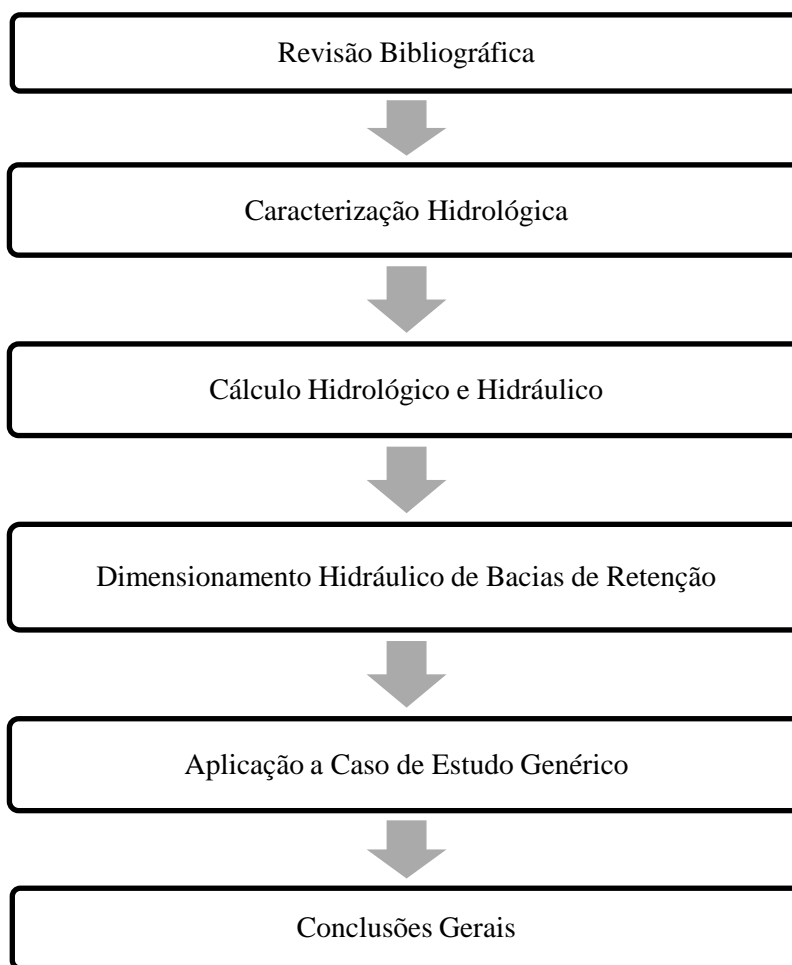 Revisão Bibliográfica
Caracterização Hidrológica
Cálculo Hidrológico e Hidráulico
Dimensionamento Hidráulico de Bacias de Retenção
Aplicação a Caso de Estudo Genérico
Conclusões Gerais